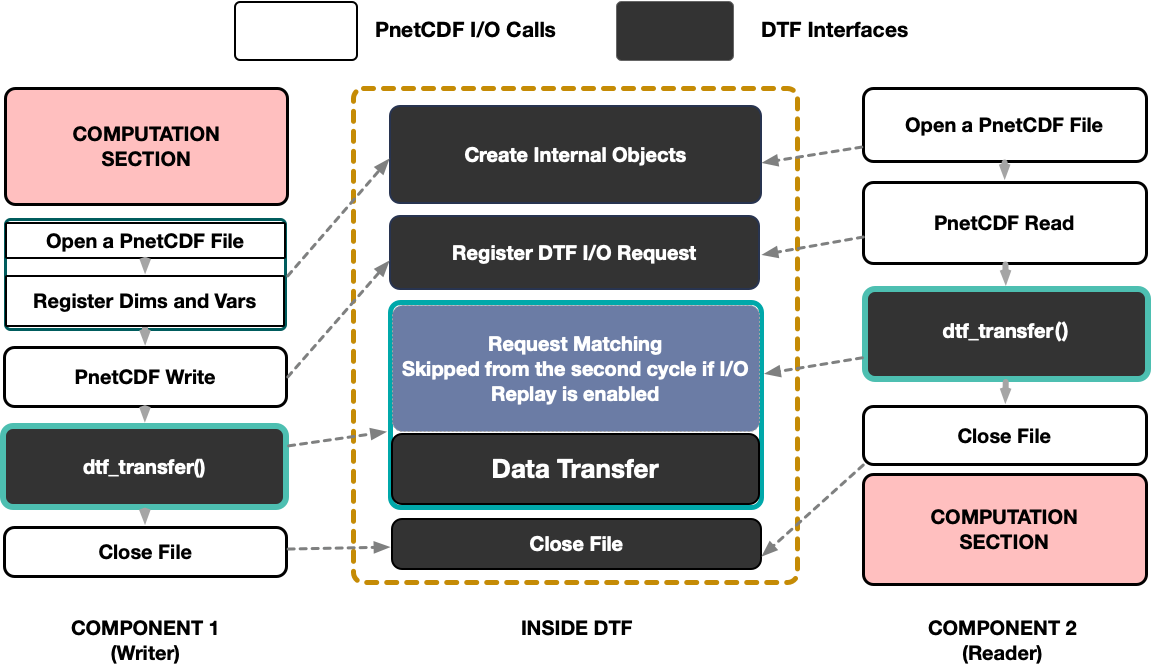 PnetCDF I/O Calls
DTF Interfaces
COMPUTATION
SECTION
Open a PnetCDF File
Register Dims and Vars
PnetCDF Write
dtf_transfer()
Close File
COMPONENT 1
(Writer)
Create Internal Objects
Register DTF I/O Request
Request Matching
Skipped from the second cycle if I/O
Replay is enabled
Data Transfer
Close File
INSIDE DTF
Open a PnetCDF File
PnetCDF Read
dtf_transfer()
Close File
COMPUTATION
SECTION
COMPONENT 2
(Reader)